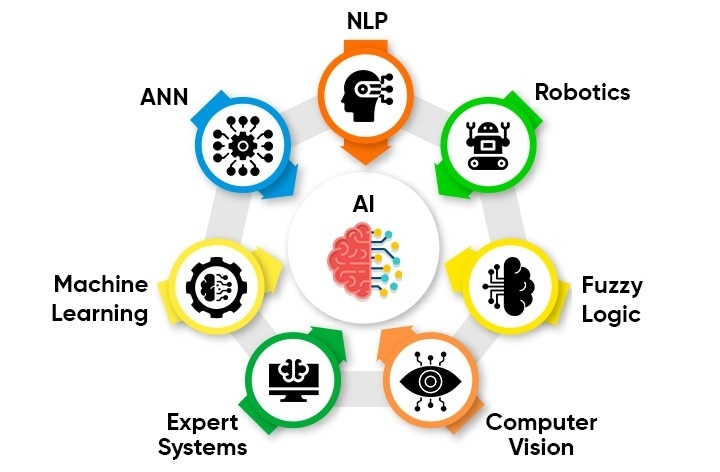 NLP
ANN
Robotics
AI
Machine
Learning
Fuzzy
Logic
Expert
Systems
Computer
Vision